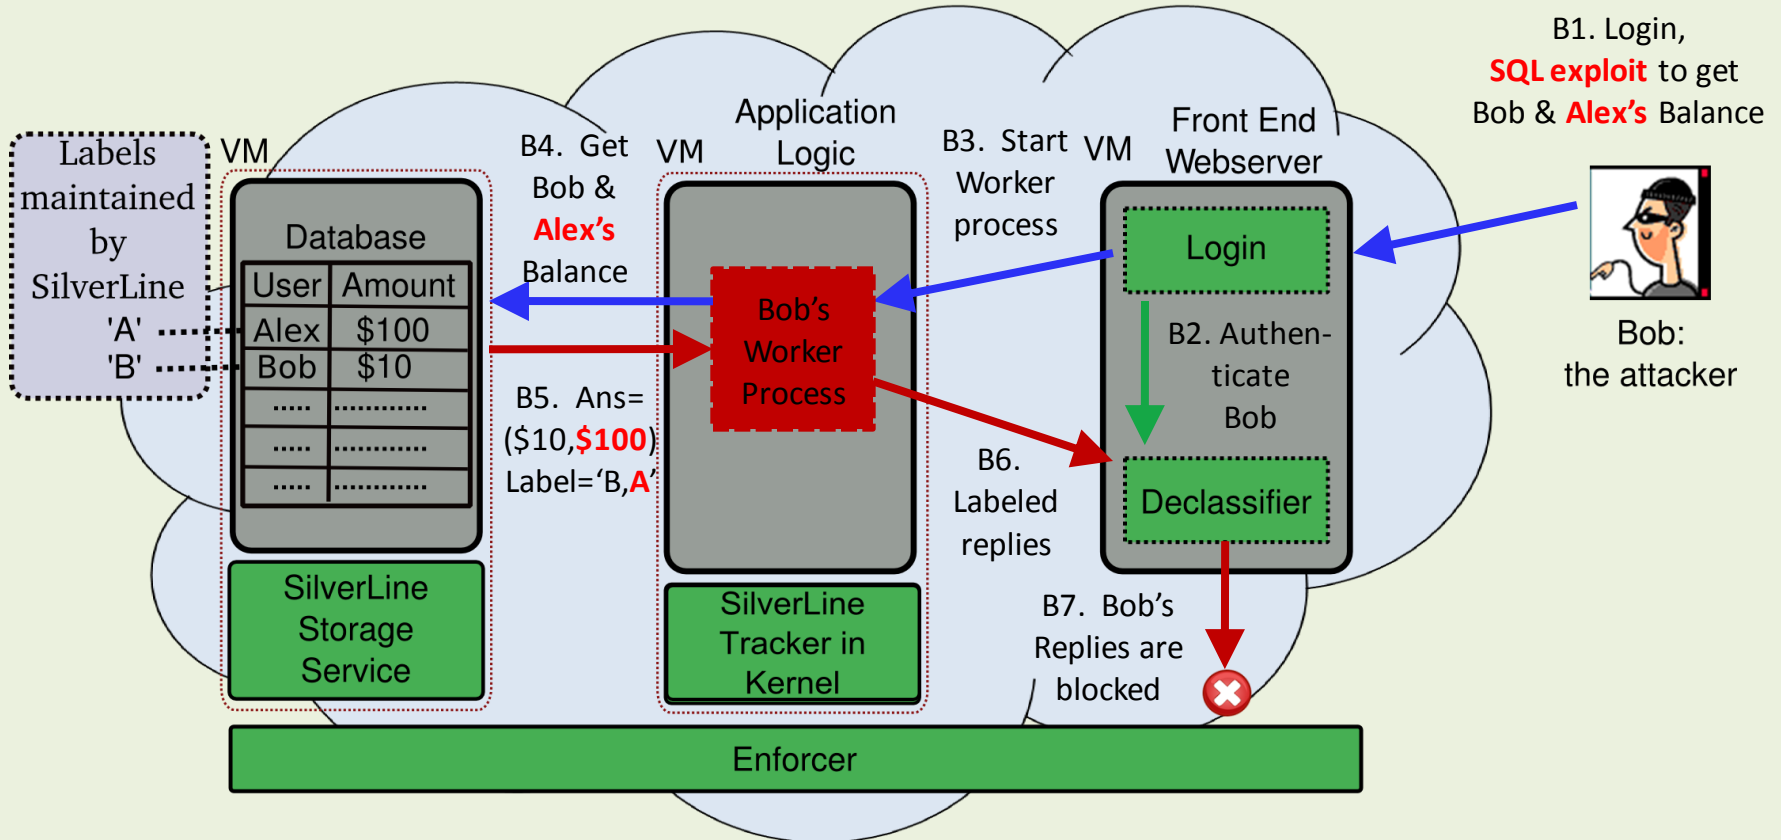 B1. Login,
SQL exploit to get
Bob & Alex's Balance
Bob:
the attacker
Labels
maintained
by
SilverLine
'A'
'B'
VM
Database
User Amount
Alex $100
Bob $10
..... ............
..... ............
..... ............
SilverLine
Storage
Service
B4. Get
Bob &
Alex's
Balance
B5. Ans=
($10,$100)
Label=‘B,A’
VM
Application
Logic
Bob’s
Worker
Process
SilverLine
Tracker in
Kernel
B3. Start
Worker
process
B6.
Labeled
replies
VM
Front End
Webserver
Login
B2. Authen-
ticate
Bob
Declassifier
B7. Bob’s
Replies are
blocked
Enforcer